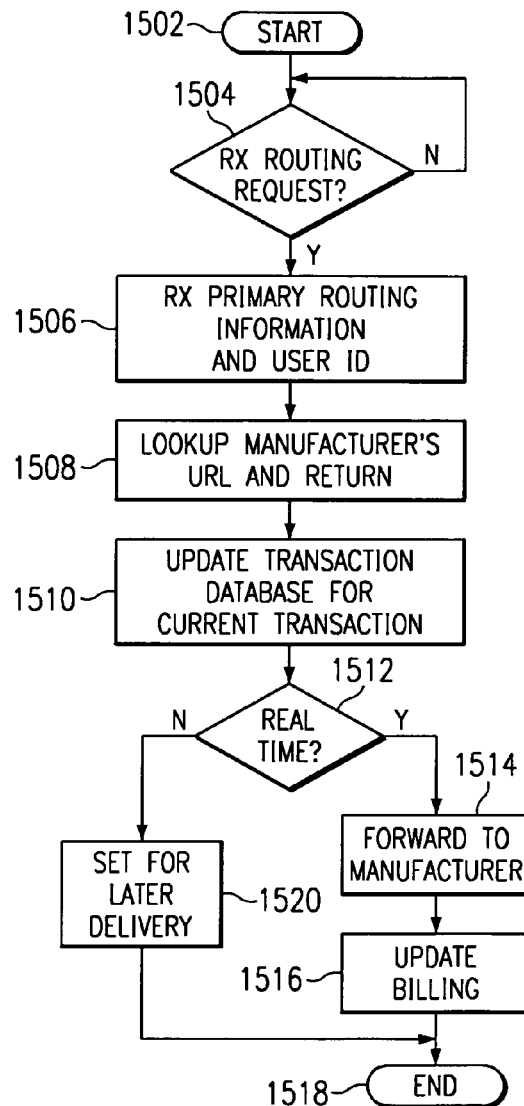 1502
START
1504
RX ROUTING
REQUEST?
N
Y
1506
RX PRIMARY ROUTING
INFORMATION
AND USER ID
1508
LOOKUP MANUFACTURER'S
URL AND RETURN
1510
UPDATE TRANSACTION
DATABASE FOR
CURRENT TRANSACTION
1512
N
REAL
TIME?
Y
1514
FORWARD TO
MANUFACTURER
SET FOR
LATER
DELIVERY
1520
1516
UPDATE
BILLING
1518
END